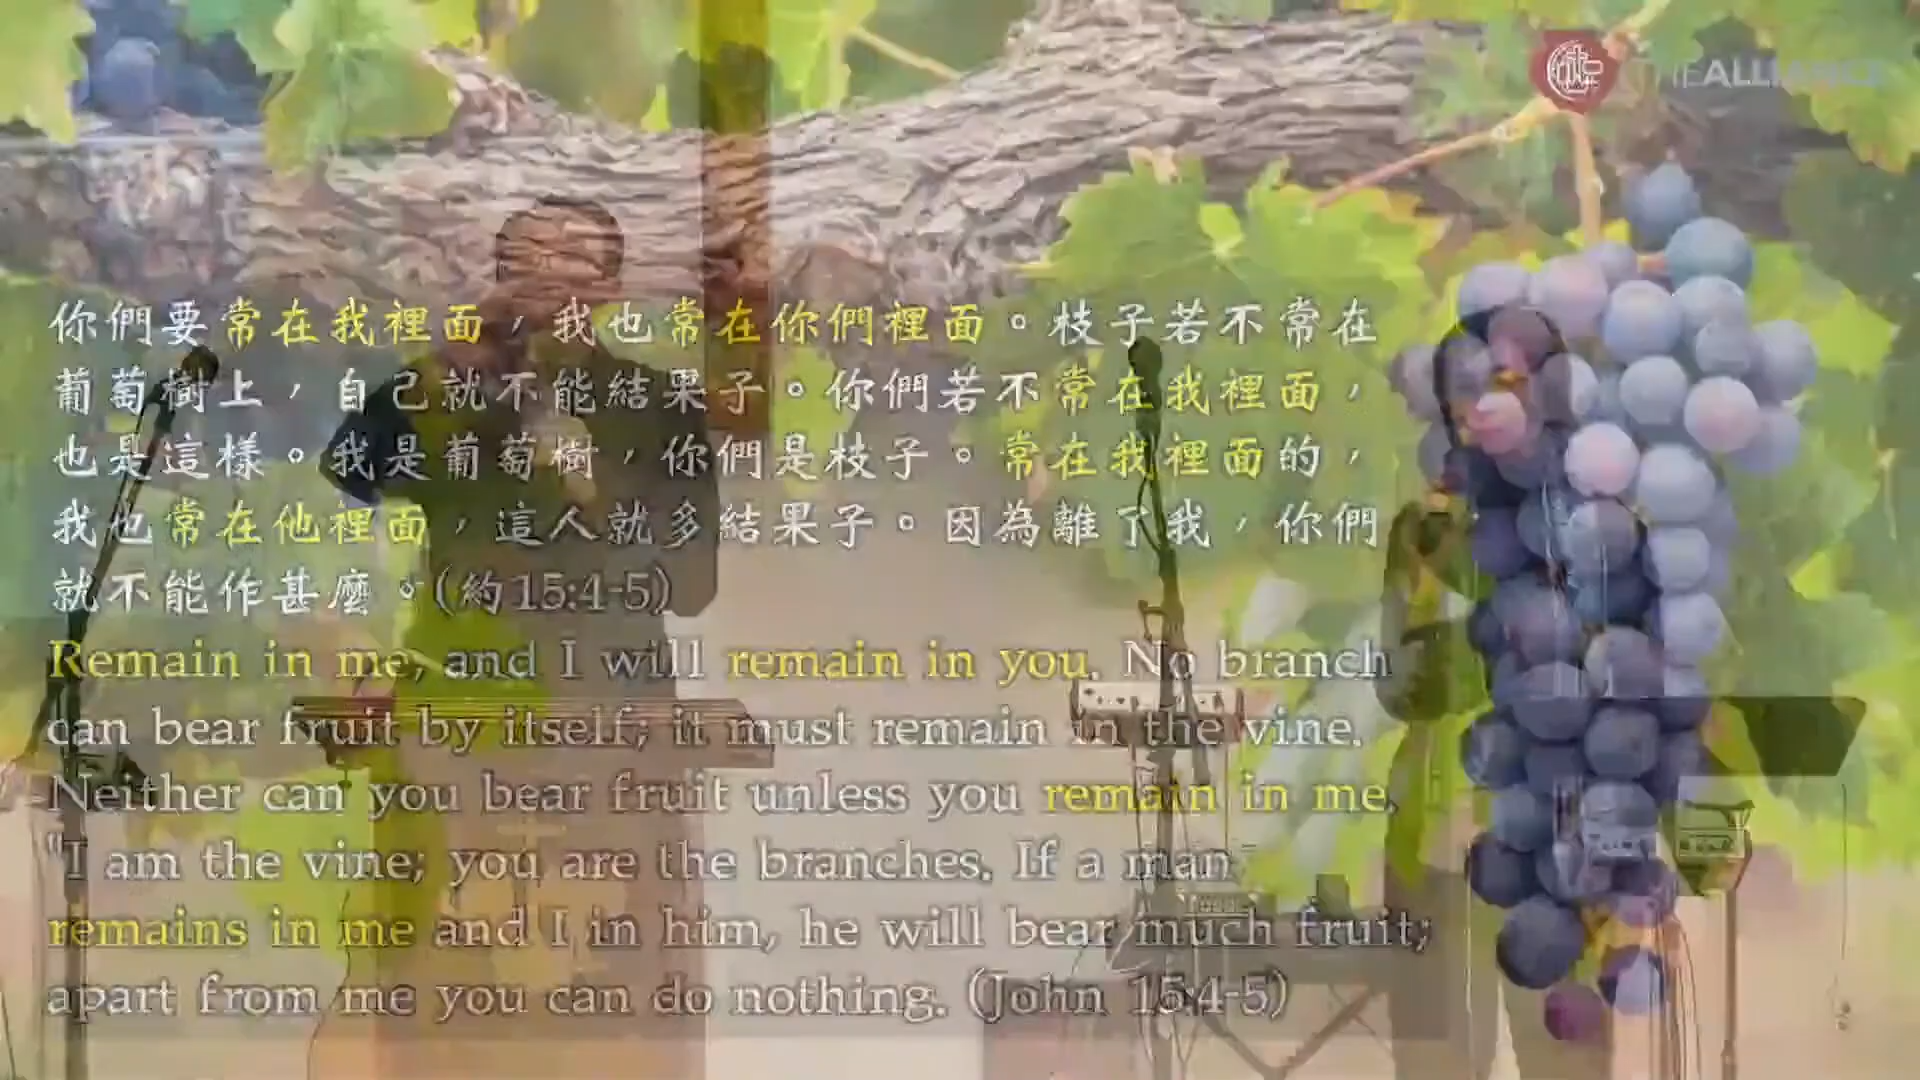 THE ALLIANCE
你們要常在我裡面，我也常在你們裡面。枝子若不常在
葡萄樹上，自己就不能結果子。你們若不常在我裡面，
也是這樣。我是葡萄樹，你們是枝子。常在我裡面的，
我也常在他裡面，這人就多結果子。因為離了我，你們
就不能作甚麼。(約15:4-5)
Remain in me, and I will remain in you. No branch
can bear fruit by itself; it must remain in the vine.
Neither can you bear fruit unless you remain in me.
"I am the vine; you are the branches. If a man
remains in me and I in him, he will bear much fruit;
apart from me you can do nothing. (John 15:4-5)